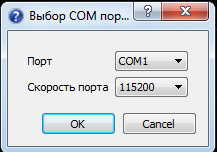 Выбор COM пор...
Порт COM1
Скорость порта 115200
OK Cancel